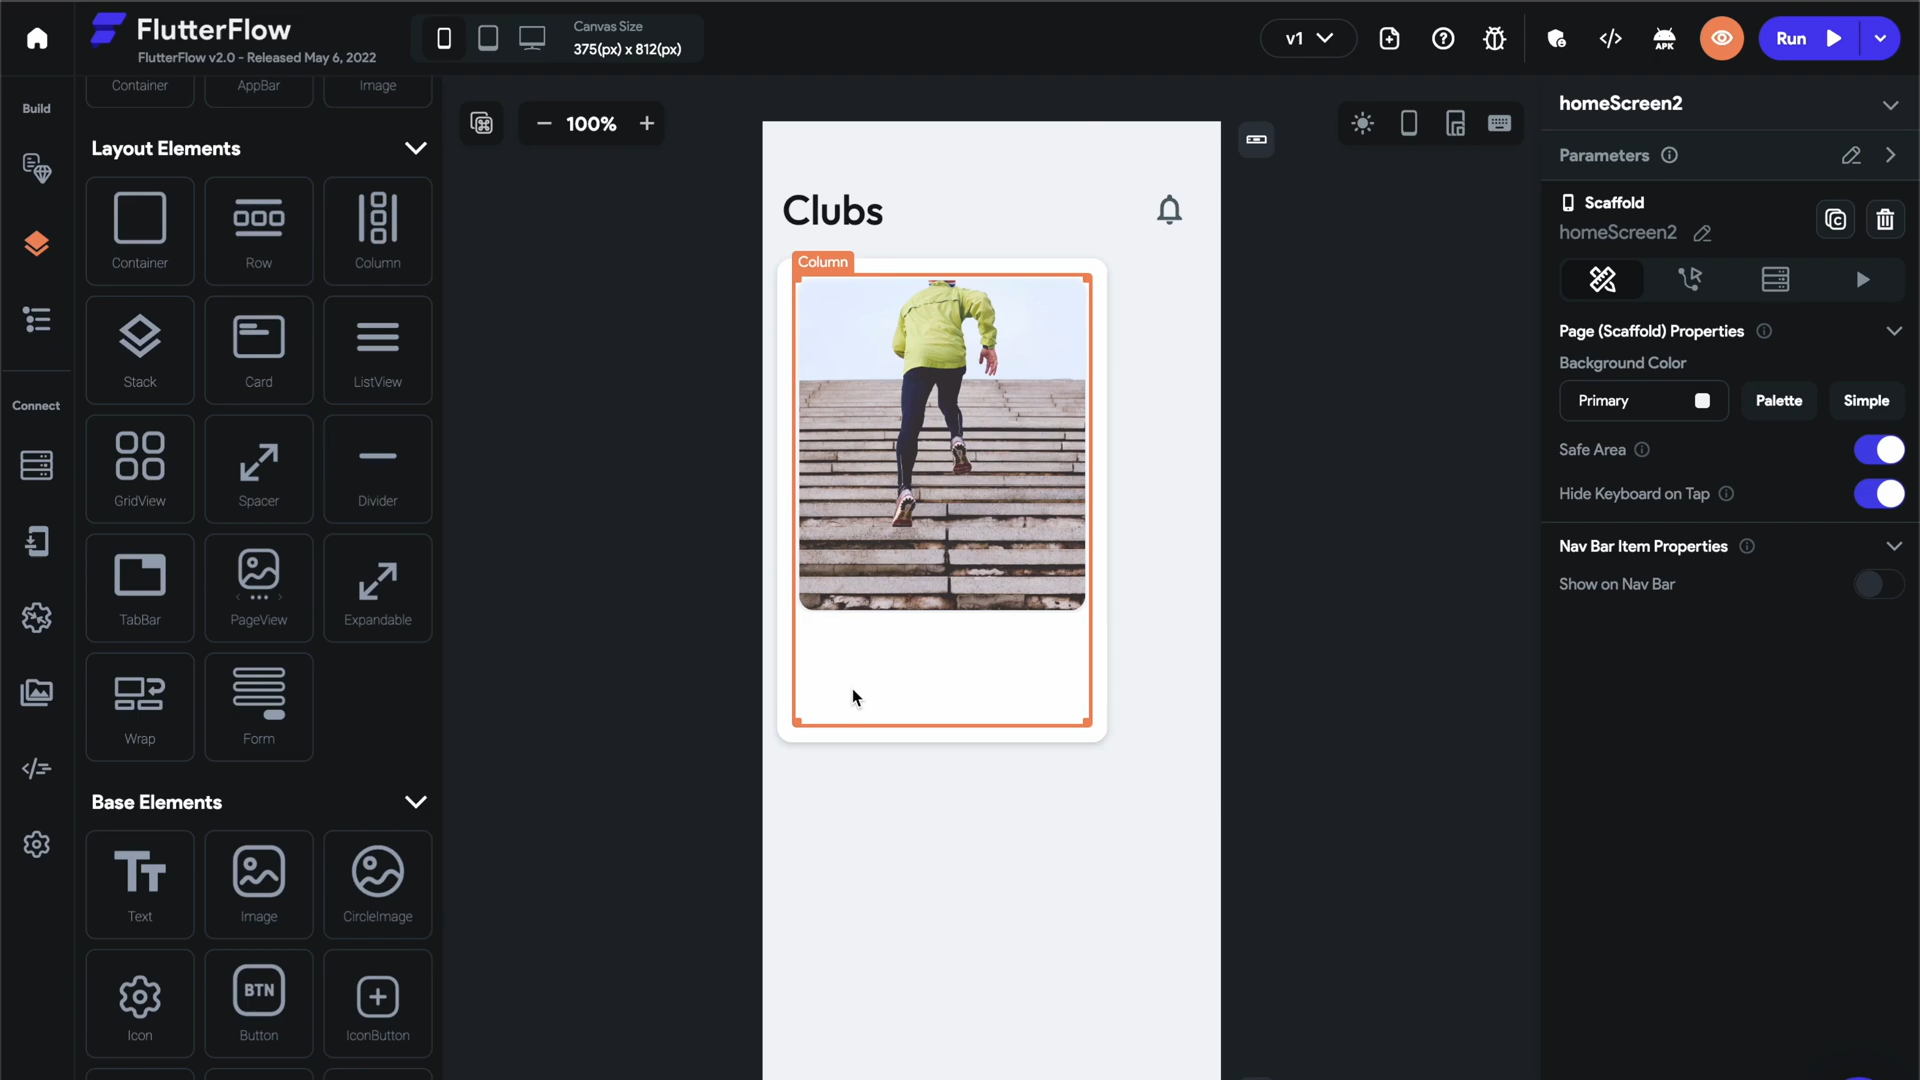 FlutterFlow
FlutterFlow v2.0 - Released May 6, 2022
Canvas Size
375(px) x 812(px)
v1
APK
Run
Build
Connect
Container
AppBar
Image
Layout Elements
Container
Row
Column
Stack
Card
ListView
GridView
Spacer
Divider
TabBar
PageView
Expandable
Wrap
Form
Base Elements
Tt
Text
Image
CircleImage
Icon
BTN
Button
IconButton
100%
Clubs
Column
homeScreen2
Parameters
Scaffold
homeScreen2
Page (Scaffold) Properties
Background Color
Primary
Palette
Simple
Safe Area
Hide Keyboard on Tap
Nav Bar Item Properties
Show on Nav Bar